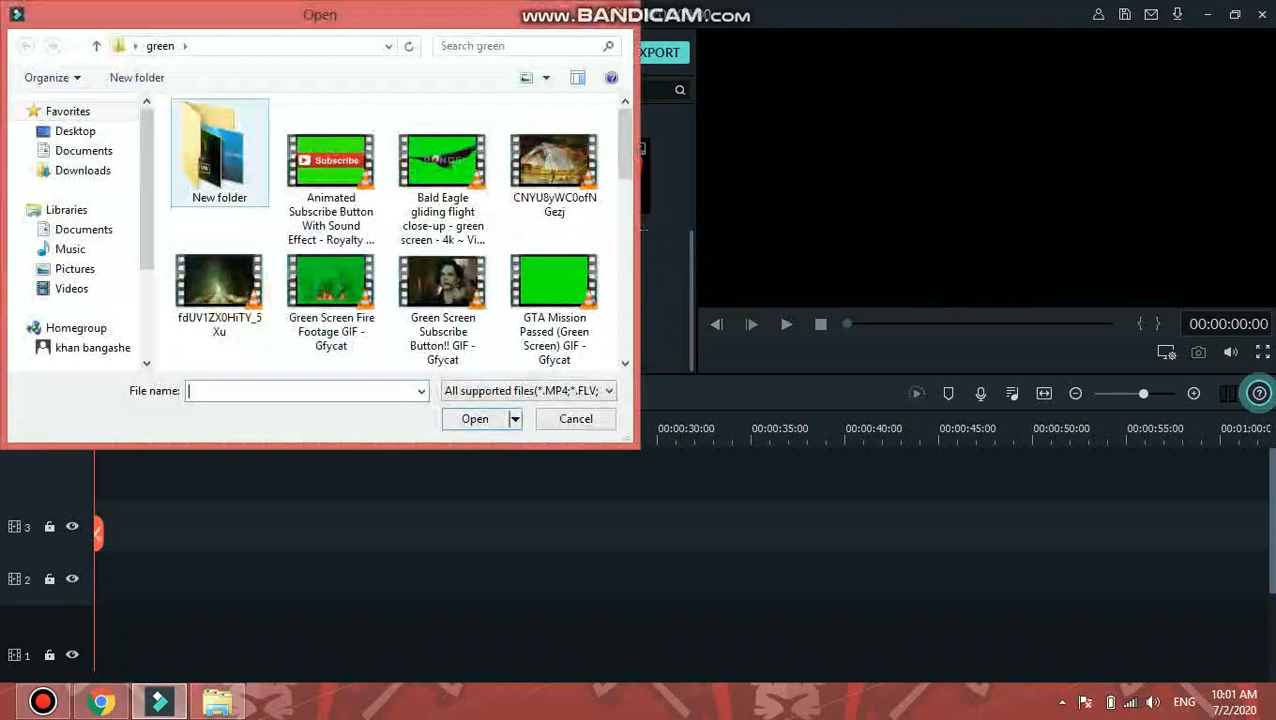 Open
www.BANDICAM.com
green
Search green
XPORT
Organize
New folder
Favorites
Desktop
Documents
Downloads
Libraries
Documents
Music
Pictures
Videos
Homegroup
khan bangashe
New folder
Subscribe
Animated
Subscribe Button
With Sound
Effect - Royalty ...
Bald Eagle
gliding flight
close-up - green
screen - 4k ~ Vi...
CNYU8yWC0ofN
Gezj
fdUV1ZX0HiTY_5
Xu
Green Screen Fire
Footage GIF -
Gfycat
Green Screen
Subscribe
Button!! GIF -
Gfycat
GTA Mission
Passed (Green
Screen) GIF -
Gfycat
File name:
All supported files(*.MP4;*.FLV;
Open
Cancel
00:00:00:00
00:00:30:00
00:00:35:00
00:00:40:00
00:00:45:00
00:00:50:00
00:00:55:00
00:01:00:0
3
2
1
ENG
10:01 AM
7/2/2020